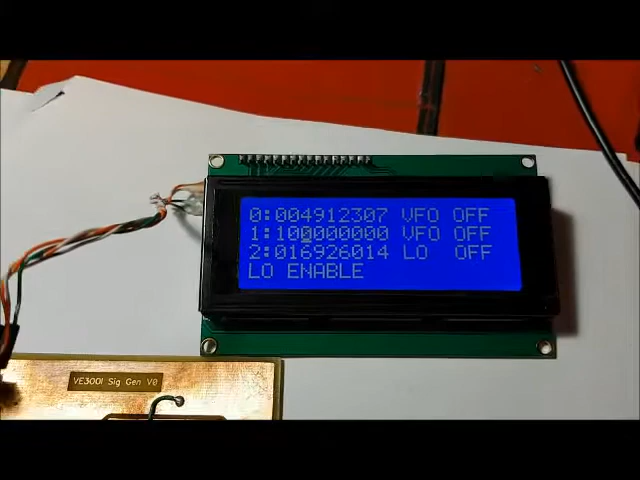 0:004912307 VFO OFF
1:100000000 VFO OFF
2:016926014 LO OFF
LO ENABLE
VE3OOI Sig Gen V0